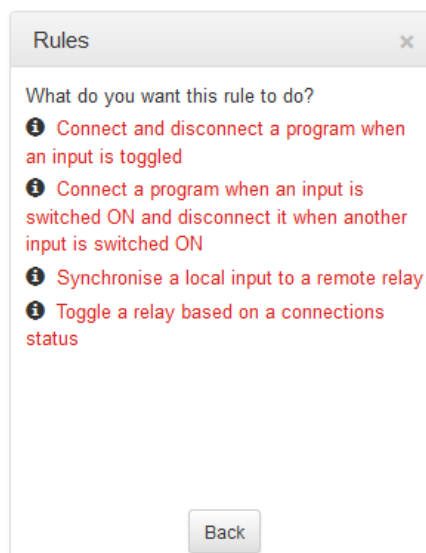 Rules ×
What do you want this rule to do?
Connect and disconnect a program when
an input is toggled
Connect a program when an input is
switched ON and disconnect it when another
input is switched ON
Synchronise a local input to a remote relay
Toggle a relay based on a connections
status
Back